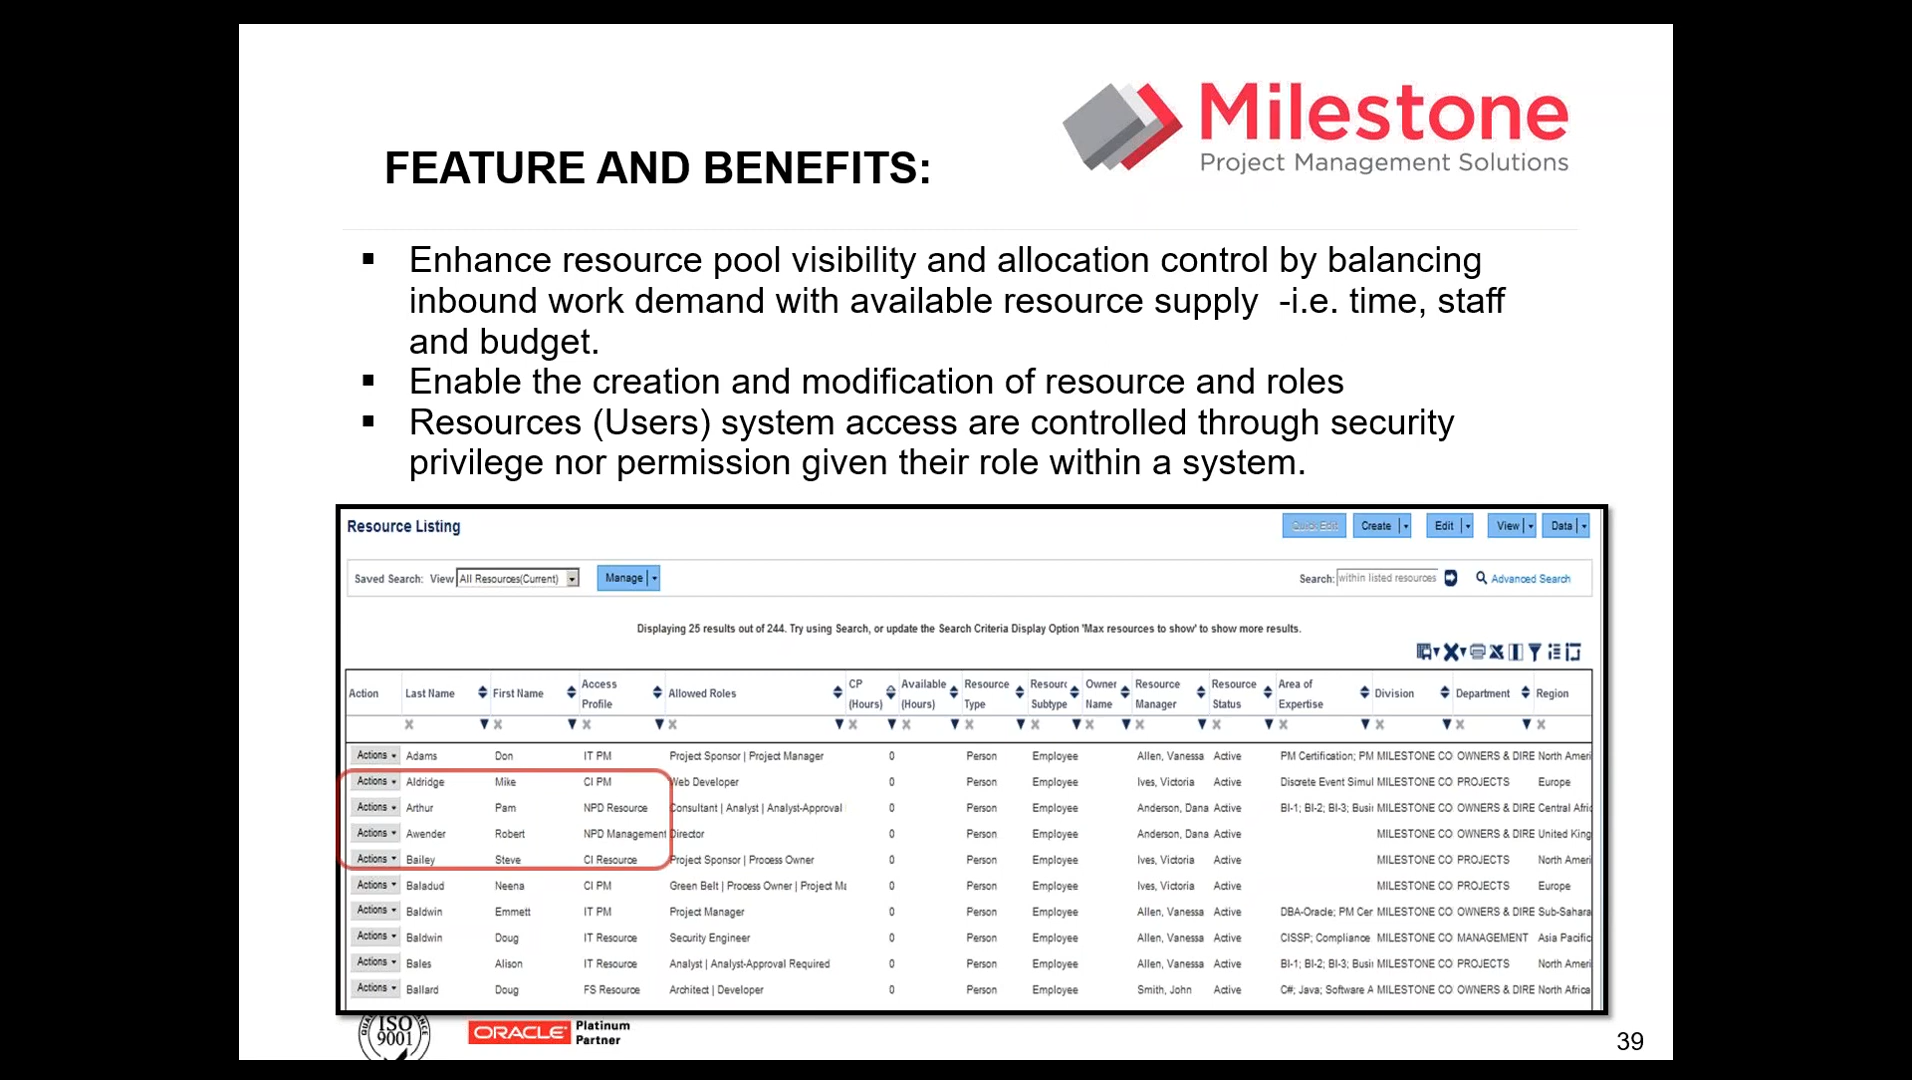 Milestone
Project Management Solutions
FEATURE AND BENEFITS:
▪ Enhance resource pool visibility and allocation control by balancing
inbound work demand with available resource supply -i.e. time, staff
and budget.
▪ Enable the creation and modification of resource and roles
▪ Resources (Users) system access are controlled through security
privilege nor permission given their role within a system.
Resource Listing Quick Edit Create Edit View Data
Saved Search: View All Resources(Current) Manage Search: within listed resources Advanced Search
Displaying 25 results out of 244. Try using Search, or update the Search Criteria Display Option 'Max resources to show' to show more results.
Action Last Name First Name Access Profile Allowed Roles CP (Hours) Available (Hours) Resource Type Resourc Subtype Owner Name Resource Manager Resource Status Area of Expertise Division Department Region
Actions Adams Don IT PM Project Sponsor | Project Manager 0 Person Employee Allen, Vanessa Active PM Certification; PM MILESTONE CO OWNERS & DIRE North Ameri
Actions Aldridge Mike CI PM Web Developer 0 Person Employee Ives, Victoria Active Discrete Event Simul MILESTONE CO PROJECTS Europe
Actions Arthur Pam NPD Resource Consultant | Analyst | Analyst-Approval 0 Person Employee Anderson, Dana Active BI-1; BI-2; BI-3; Busi MILESTONE CO OWNERS & DIRE Central Afric
Actions Awender Robert NPD Management Director 0 Person Employee Anderson, Dana Active MILESTONE CO OWNERS & DIRE United King
Actions Bailey Steve CI Resource Project Sponsor | Process Owner 0 Person Employee Ives, Victoria Active MILESTONE CO PROJECTS North Ameri
Actions Baladud Neena CI PM Green Belt | Process Owner | Project Ma 0 Person Employee Ives, Victoria Active MILESTONE CO PROJECTS Europe
Actions Baldwin Emmett IT PM Project Manager 0 Person Employee Allen, Vanessa Active DBA-Oracle; PM Cer MILESTONE CO OWNERS & DIRE Sub-Sahara
Actions Baldwin Doug IT Resource Security Engineer 0 Person Employee Allen, Vanessa Active CISSP; Compliance MILESTONE CO MANAGEMENT Asia Pacific
Actions Bales Alison IT Resource Analyst | Analyst-Approval Required 0 Person Employee Allen, Vanessa Active BI-1; BI-2; BI-3; Busi MILESTONE CO PROJECTS North Ameri
Actions Ballard Doug FS Resource Architect | Developer 0 Person Employee Smith, John Active C#; Java; Software A MILESTONE CO OWNERS & DIRE North Africa
ISO
9001
ORACLE Platinum
Partner
39